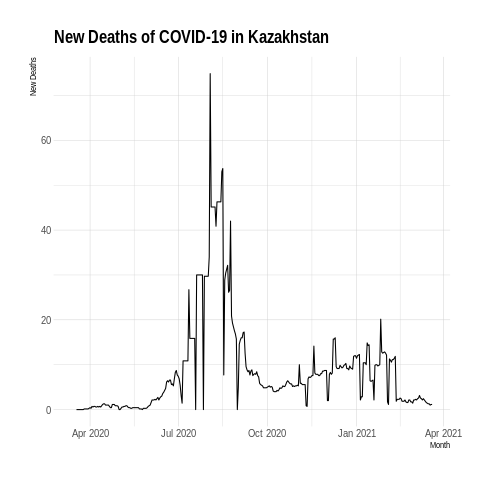 New Deaths of COVID-19 in Kazakhstan
New Deaths
60
40
20
0
Apr 2020 Jul 2020 Oct 2020 Jan 2021 Apr 2021
Month